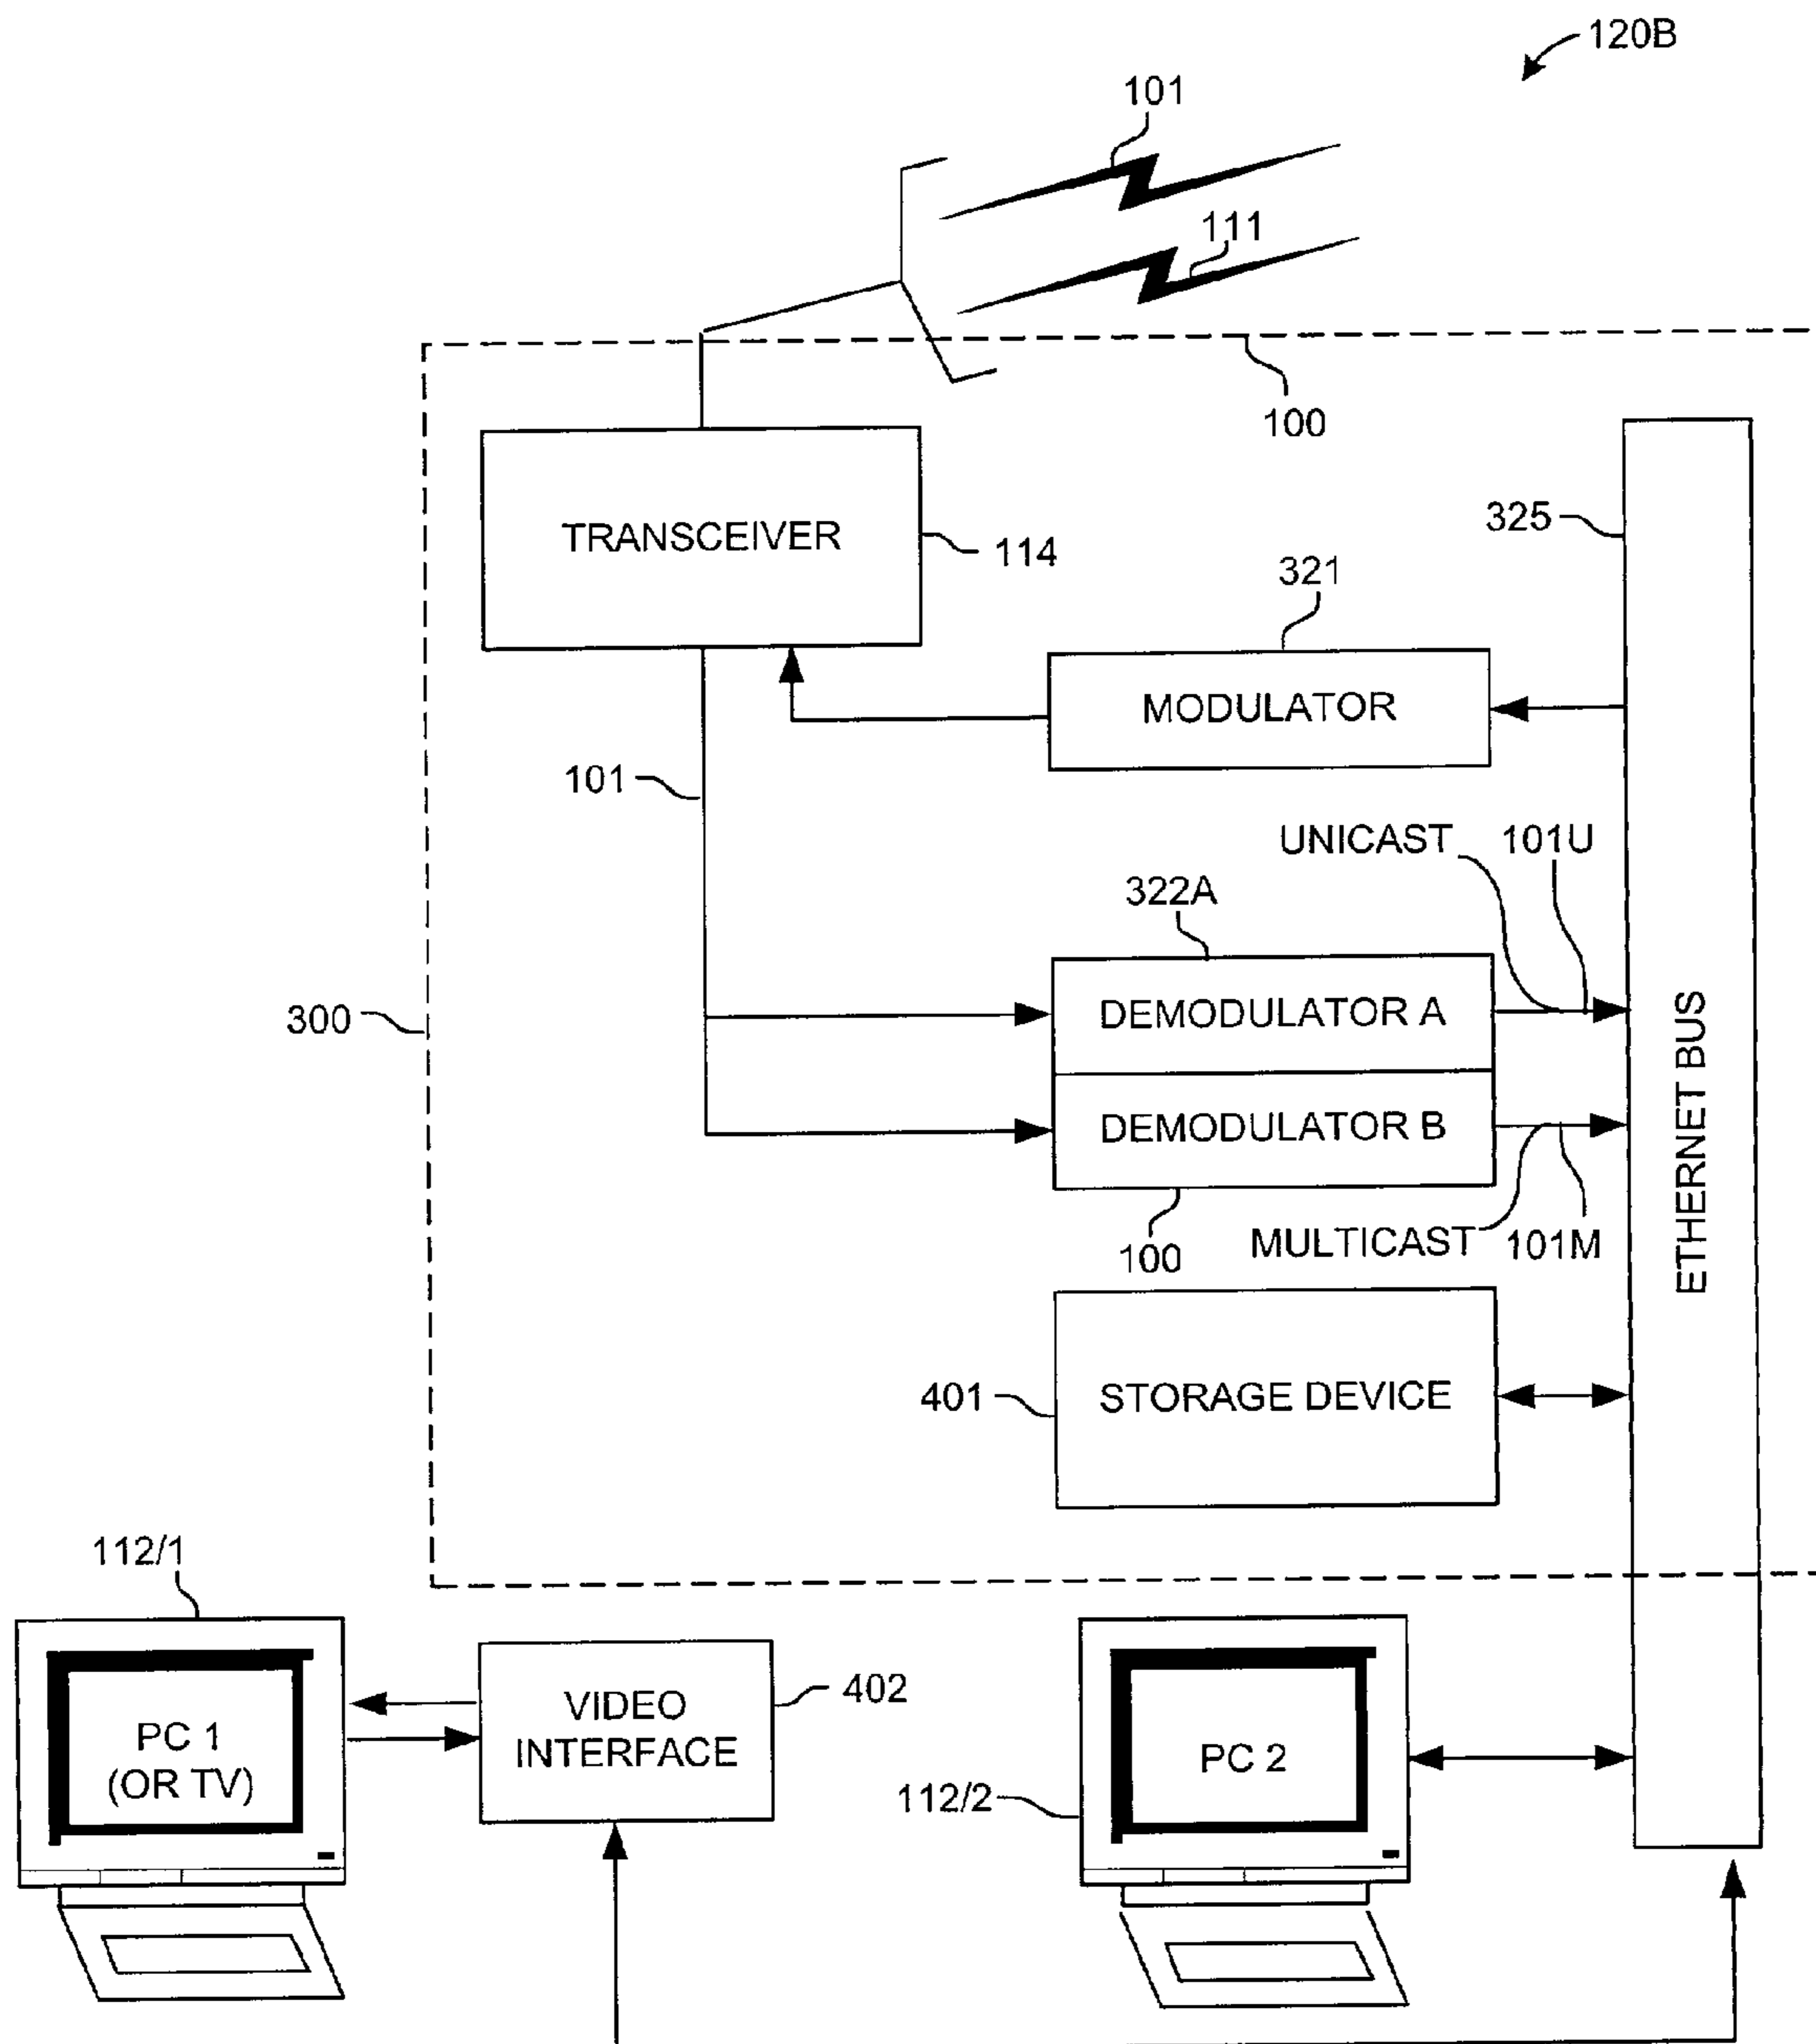 120B
101
111
100
TRANSCEIVER
114
325
321
MODULATOR
101
UNICAST 101U
322A
DEMODULATOR A
300
DEMODULATOR B
ETHERNET BUS
100
MULTICAST 101M
STORAGE DEVICE
401
112/1
PC 1
(OR TV)
VIDEO
INTERFACE
402
PC 2
112/2